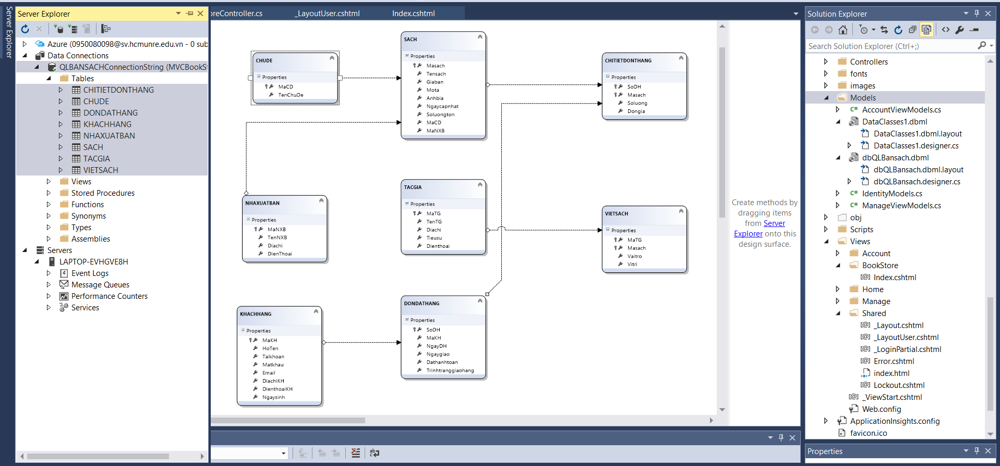 Server Explorer
Server Explorer
Azure (0950080098@sv.hcmunre.edu.vn - 0 sub
Data Connections
QLBANSACHConnectionString (MVCBookSt
Tables
CHITIETDONTHANG
CHUDE
DONDATHANG
KHACHHANG
NHAXUATBAN
SACH
TACGIA
VIETSACH
Views
Stored Procedures
Functions
Synonyms
Types
Assemblies
Servers
LAPTOP-EVHGVE8H
Event Logs
Message Queues
Performance Counters
Services
oreController.cs
_LayoutUser.cshtml
Index.cshtml
CHUDE
Properties
MaCD
TenChuDe
SACH
Properties
Masach
Tensach
Giaban
Mota
Anhbia
Ngaycapnhat
Soluongton
MaCD
MaNXB
CHITIETDONTHANG
Properties
SoDH
Masach
Soluong
Dongia
NHAXUATBAN
Properties
MaNXB
TenNXB
Diachi
DienThoai
TACGIA
Properties
MaTG
TenTG
Diachi
Tieusu
Dienthoai
VIETSACH
Properties
MaTG
Masach
Vaitro
Vitri
KHACHHANG
Properties
MaKH
HoTen
Taikhoan
Matkhau
Email
DiachiKH
DienthoaiKH
Ngaysinh
DONDATHANG
Properties
SoDH
MaKH
NgayDH
Ngaygiao
Dathanhtoan
Trinhtranggiaohang
Create methods by
dragging items
from Server
Explorer onto this
design surface.
Solution Explorer
Search Solution Explorer (Ctrl+;)
Controllers
fonts
images
Models
AccountViewModels.cs
DataClasses1.dbml
DataClasses1.dbml.layout
DataClasses1.designer.cs
dbQLBansach.dbml
dbQLBansach.dbml.layout
dbQLBansach.designer.cs
IdentityModels.cs
ManageViewModels.cs
obj
Scripts
Views
Account
BookStore
Index.cshtml
Home
Manage
Shared
_Layout.cshtml
_LayoutUser.cshtml
_LoginPartial.cshtml
Error.cshtml
index.html
Lockout.cshtml
_ViewStart.cshtml
Web.config
ApplicationInsights.config
favicon.ico
Properties